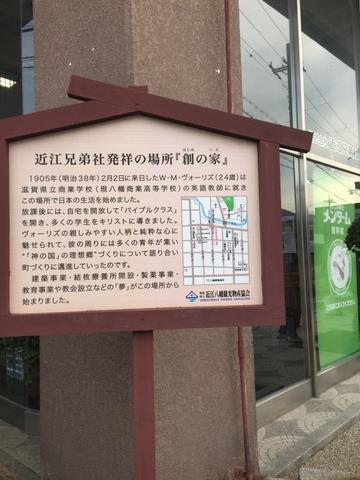 近江兄弟社発祥の場所『創の家』
はじめ いえ
1905年(明治38年)2月2日に来日したW・M・ヴォーリズ(24歳)は
滋賀県立商業学校(現八幡商業高等学校)の英語教師に就き
この場所で日本の生活を始めました。
放課後には、自宅を開放して「バイブルクラス」
を開き、多くの学生をキリストに導きました。
ヴォーリズの親しみやすい人柄と純粋な心に
魅せられて、彼の周りには多くの青年が集い
"「神の国」の理想郷"づくりについて語り合い
町づくりに邁進していったのです。
建築事業・結核療養所開設・製薬事業・
教育事業や教会設立などの「夢」がこの場所から
始まりました。
近江八幡観光物産協会
メンターム
資料館